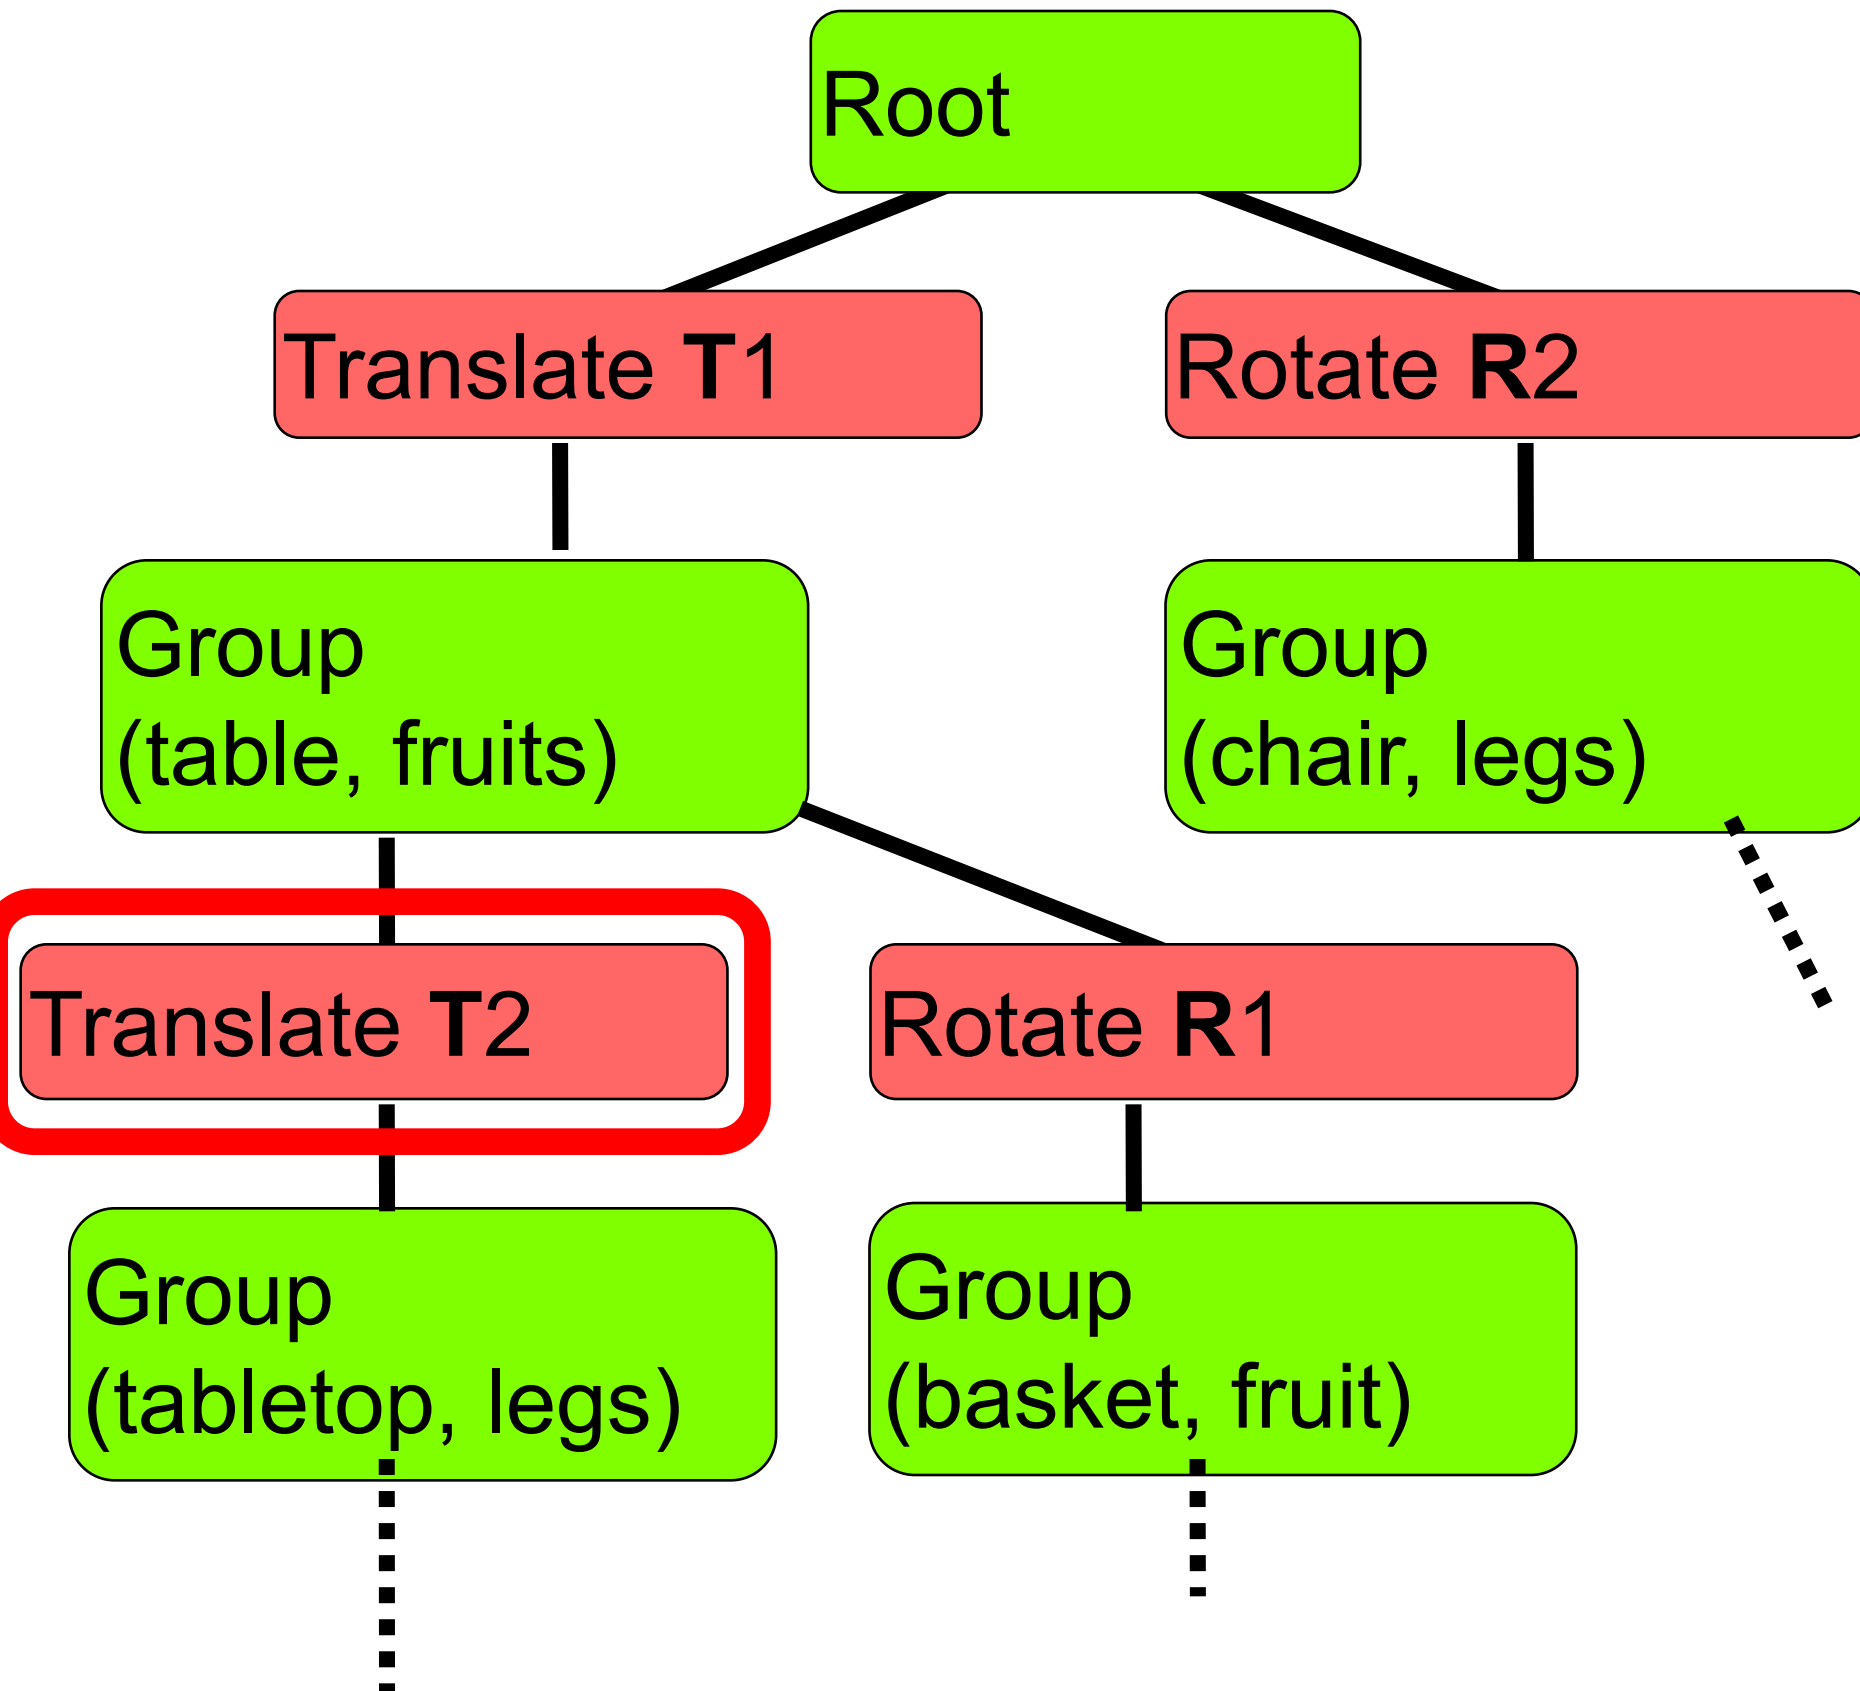 Root
Translate T1
Rotate R2
Group
(table, fruits)
Group
(chair, legs)
Translate T2
Rotate R1
Group
(tabletop, legs)
Group
(basket, fruit)